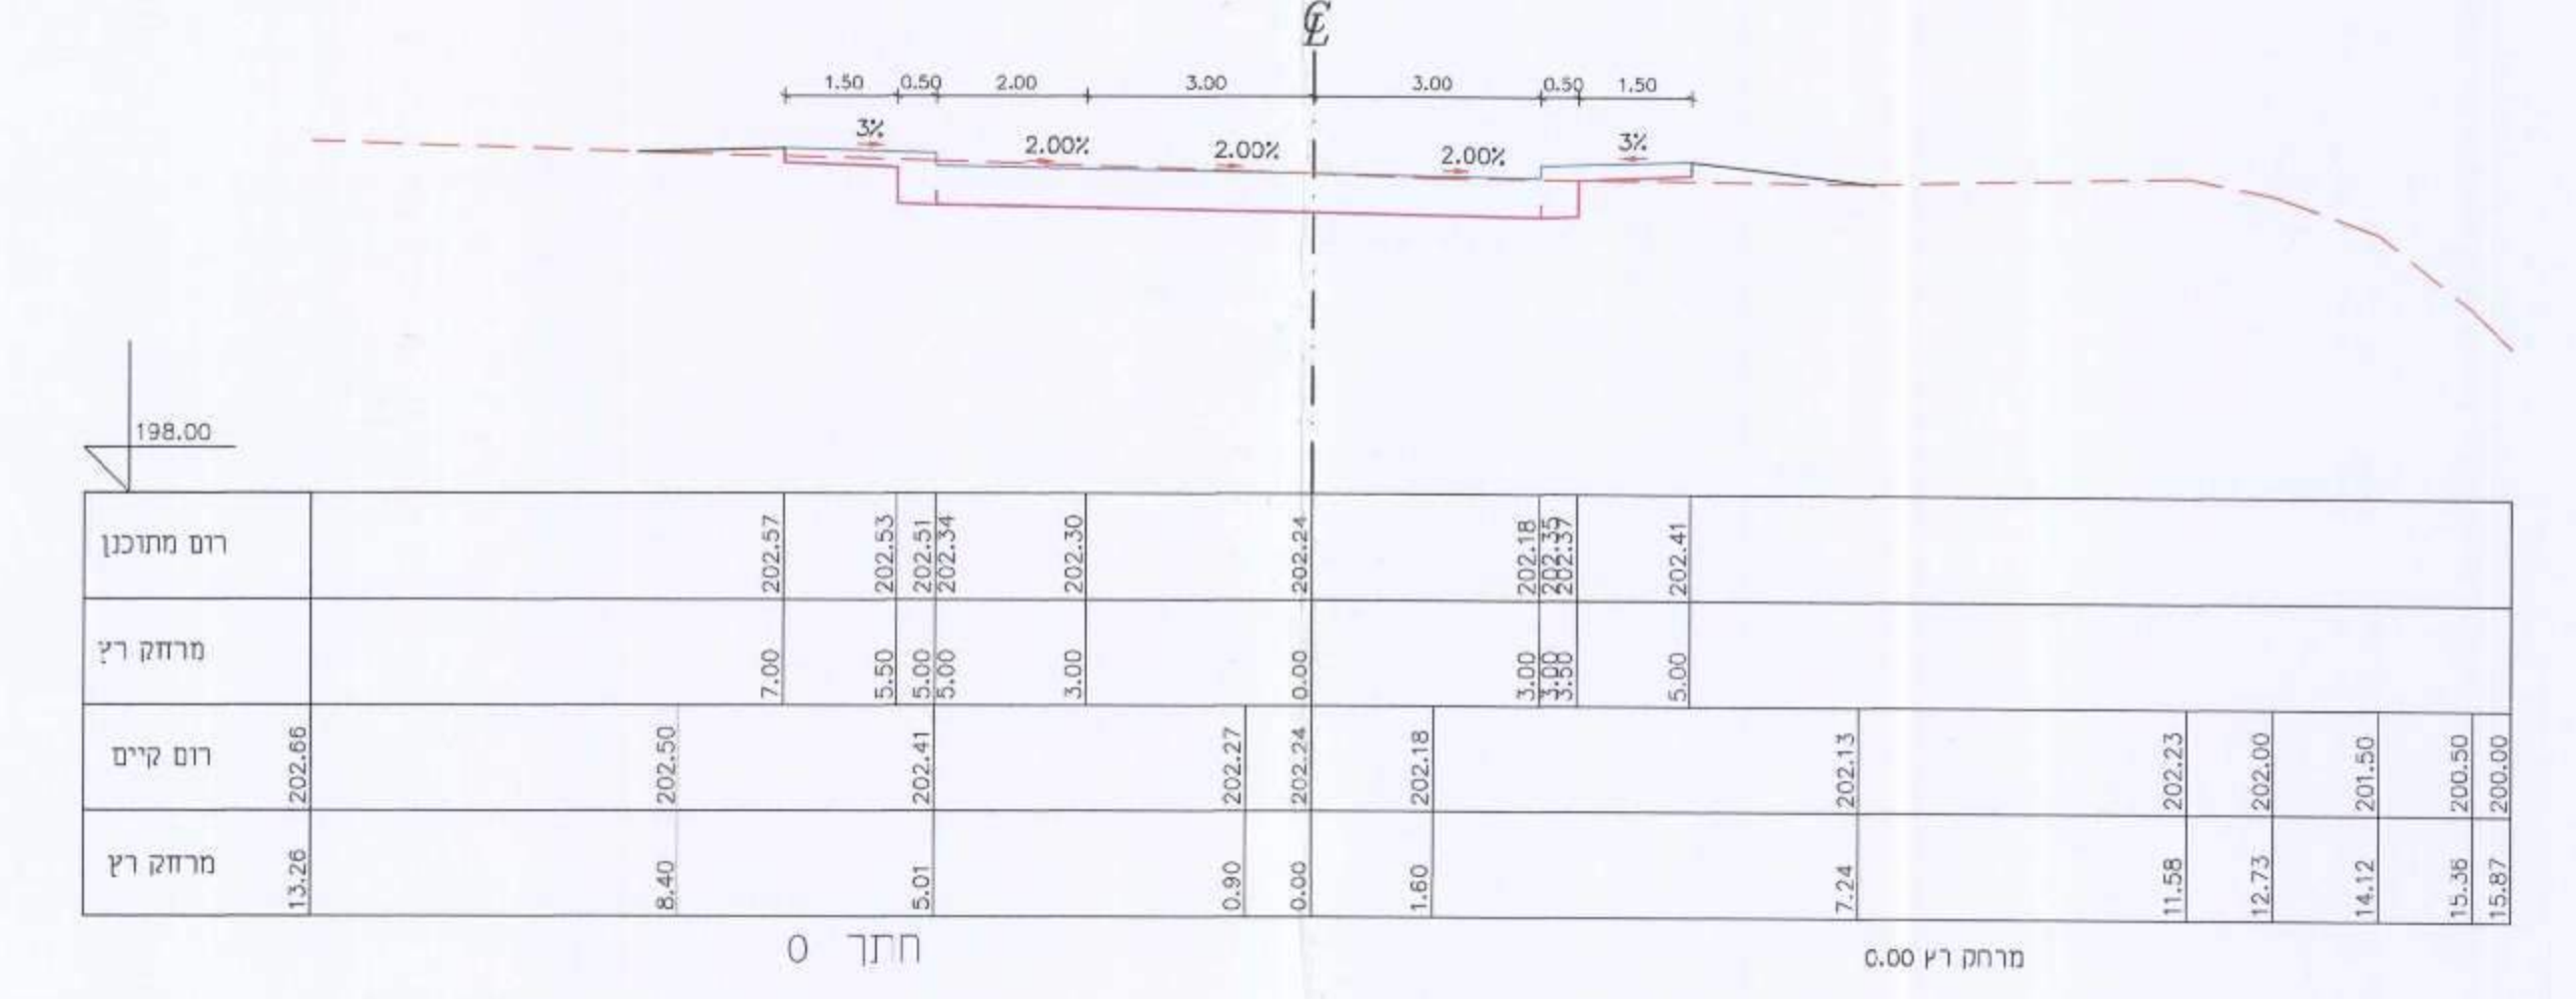 ℄
1.50 0.50 2.00 3.00 3.00 0.50 1.50
3% 2.00% 2.00% 2.00% 3%
198.00
רום מתוכנן 202.57 202.53 202.51 202.34 202.30 202.24 202.18 202.35 202.37 202.41
מרחק רץ 7.00 5.50 5.00 5.00 3.00 0.00 3.00 3.00 3.50 5.00
רום קיים 202.66 202.50 202.41 202.27 202.24 202.18 202.13 202.23 202.00 201.50 200.50 200.00
מרחק רץ 13.26 8.40 5.01 0.90 0.00 1.60 7.24 11.58 12.73 14.12 15.36 15.87
חתך 0
מרחק רץ 0.00